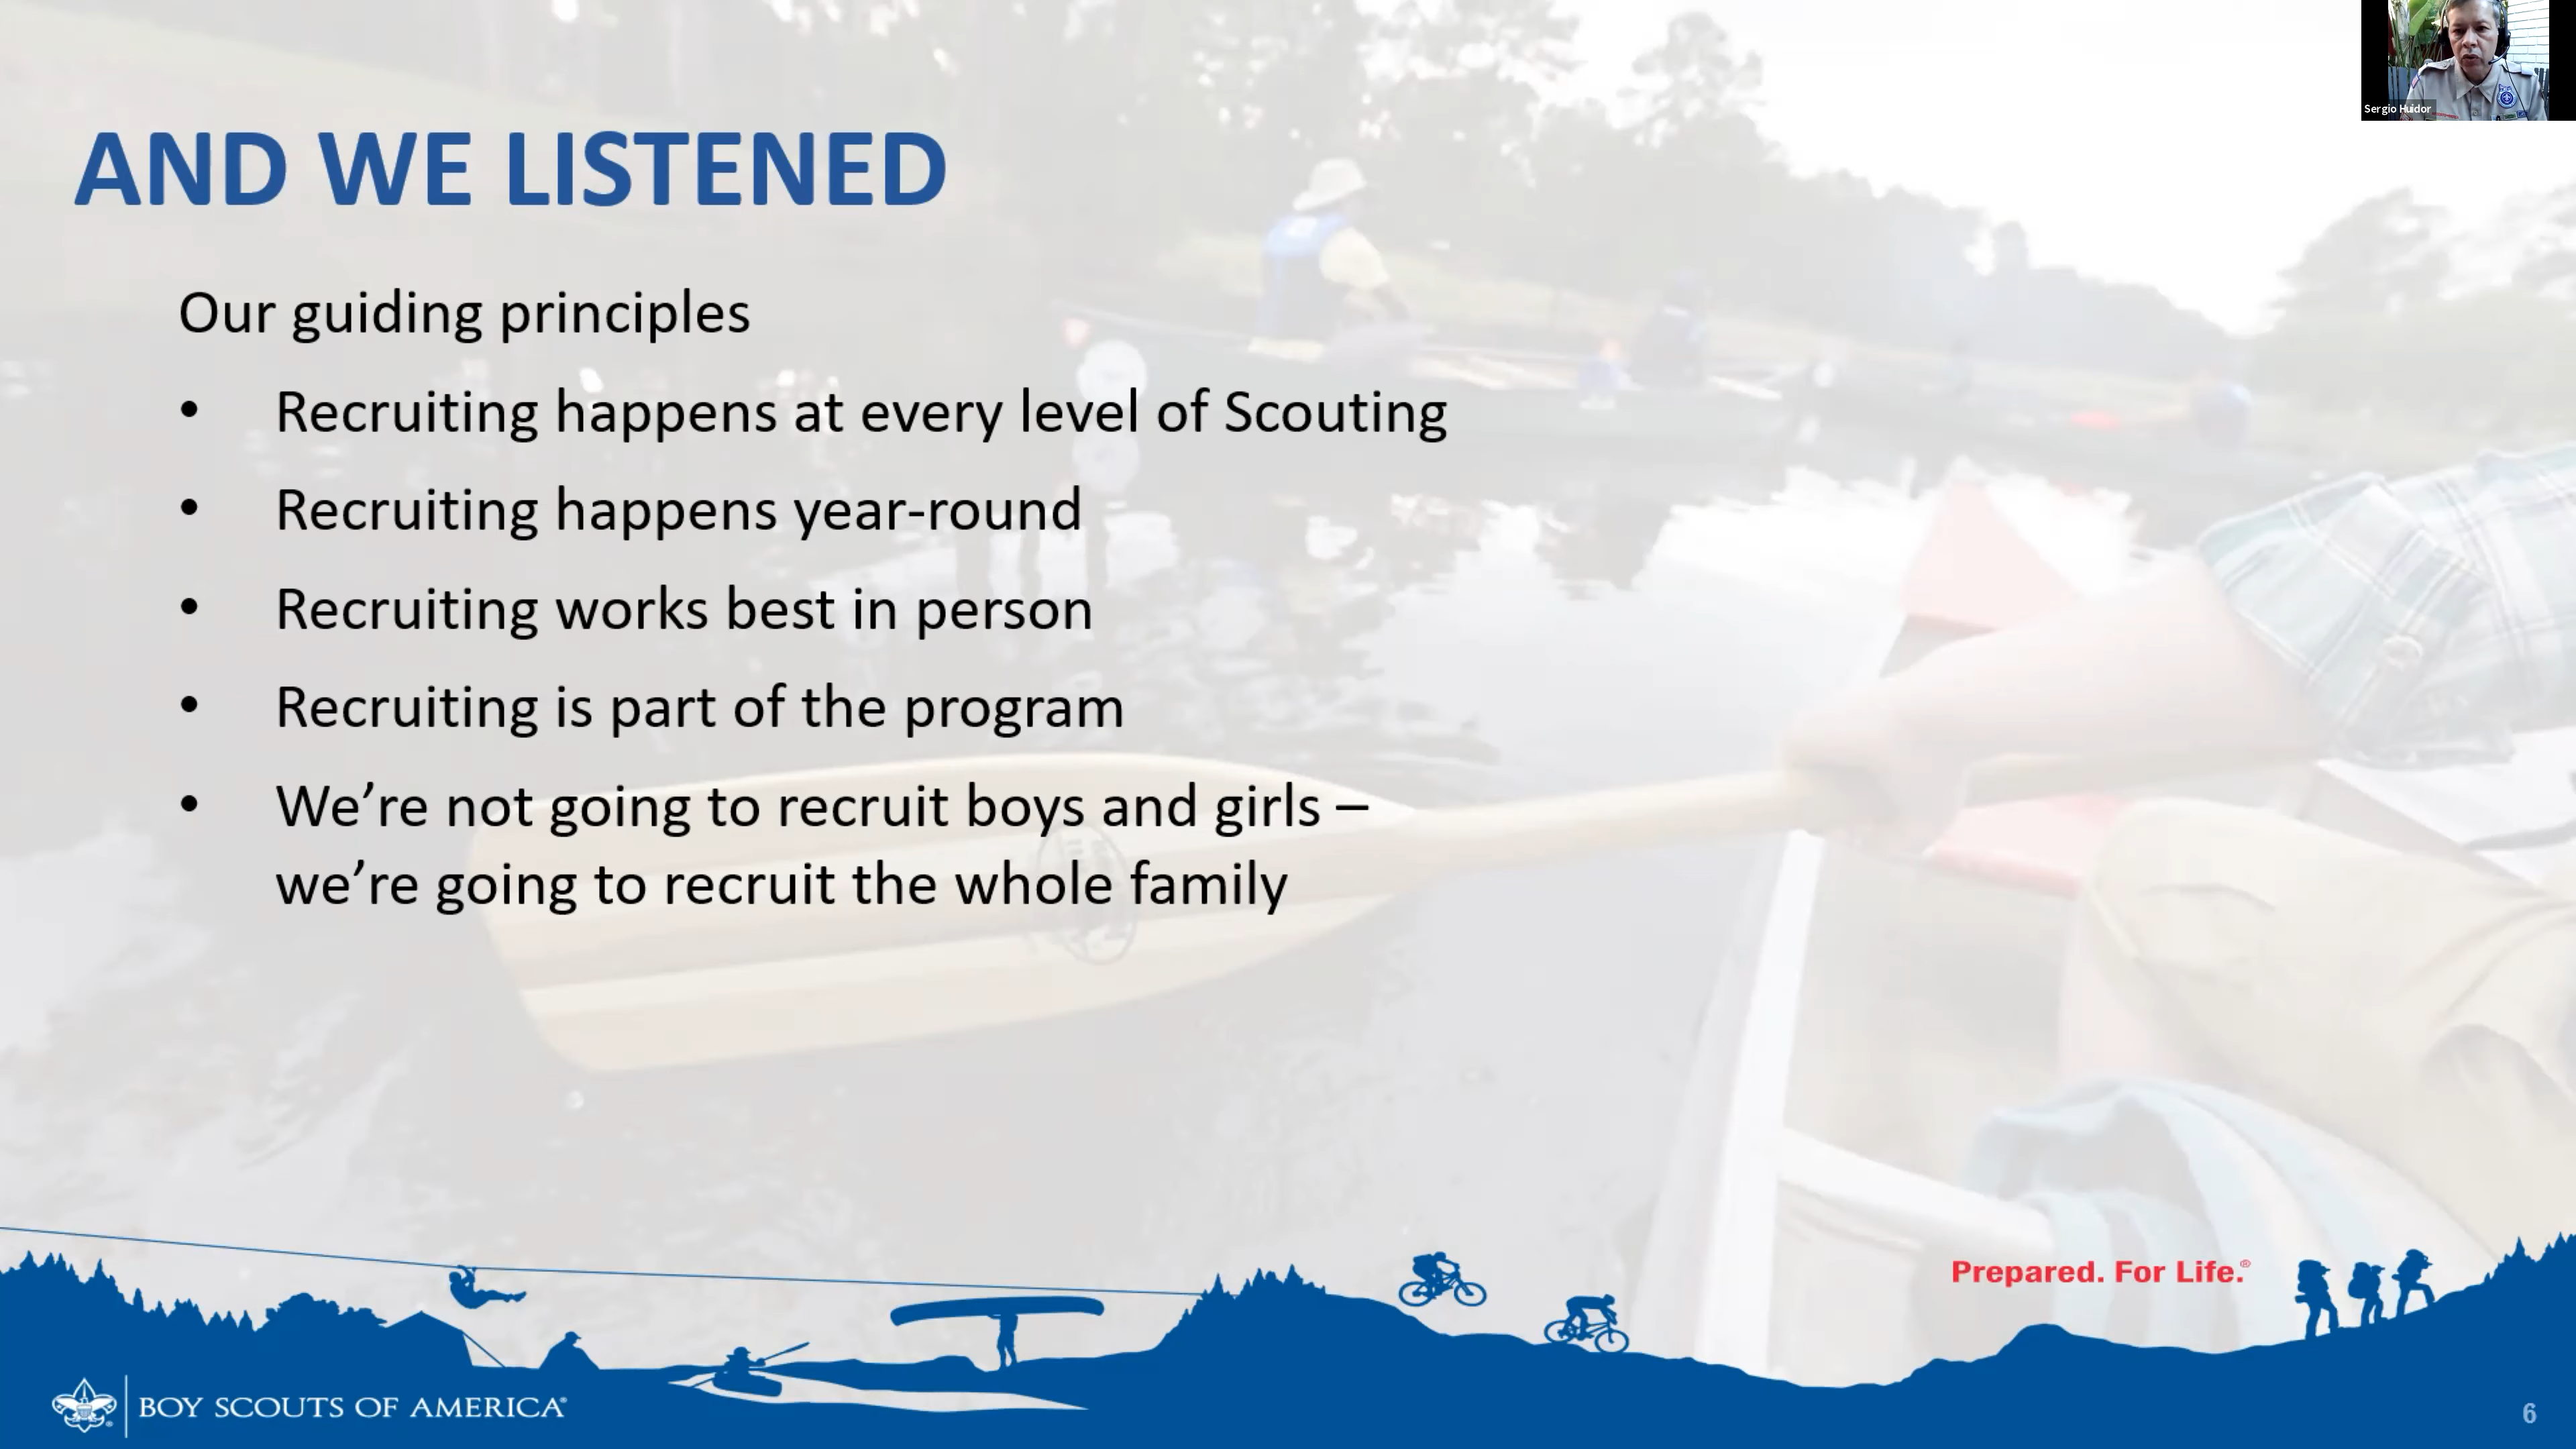 Sergio Huidor
AND WE LISTENED
Our guiding principles
• Recruiting happens at every level of Scouting
• Recruiting happens year-round
• Recruiting works best in person
• Recruiting is part of the program
• We’re not going to recruit boys and girls –
we’re going to recruit the whole family
Prepared. For Life.®
BOY SCOUTS OF AMERICA®
6